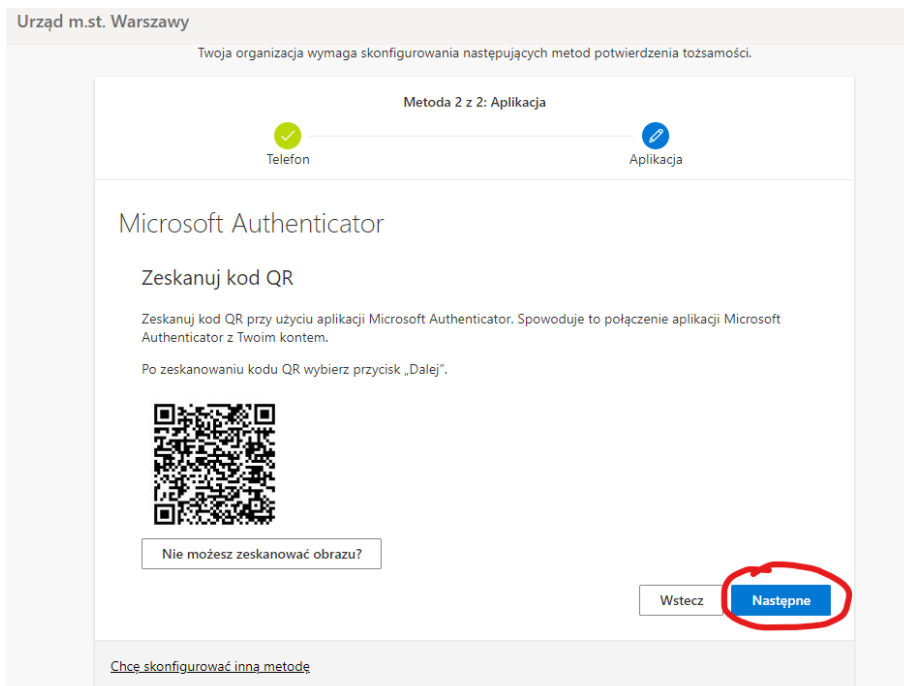 Urząd m.st. Warszawy
Twoja organizacja wymaga skonfigurowania następujących metod potwierdzenia tożsamości.
Metoda 2 z 2: Aplikacja
Telefon
Aplikacja
Microsoft Authenticator
Zeskanuj kod QR
Zeskanuj kod QR przy użyciu aplikacji Microsoft Authenticator. Spowoduje to połączenie aplikacji Microsoft
Authenticator z Twoim kontem.
Po zeskanowaniu kodu QR wybierz przycisk „Dalej”.
Nie możesz zeskanować obrazu?
Wstecz
Następne
Chcę skonfigurować inną metodę